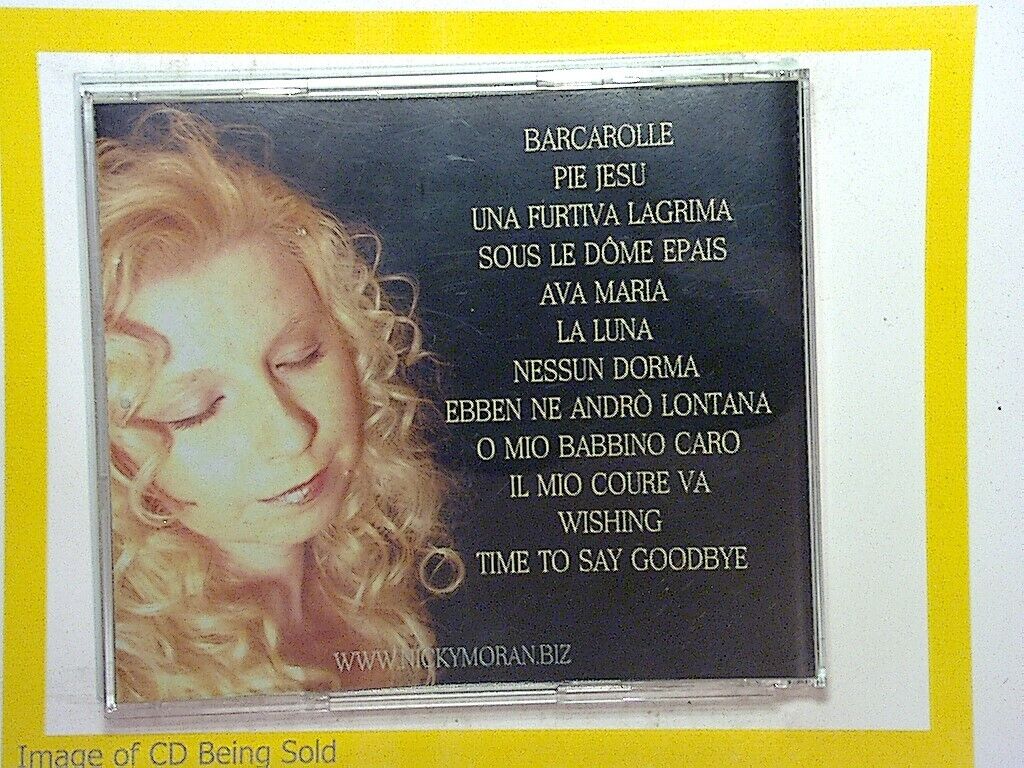 BARCAROLLE
PIE JESU
UNA FURTIVA LAGRIMA
SOUS LE DÔME EPAIS
AVA MARIA
LA LUNA
NESSUN DORMA
EBBEN NE ANDRÒ LONTANA
O MIO BABBINO CARO
IL MIO COURE VA
WISHING
TIME TO SAY GOODBYE
WWW.NICKYMORAN.BIZ
Image of CD Being Sold